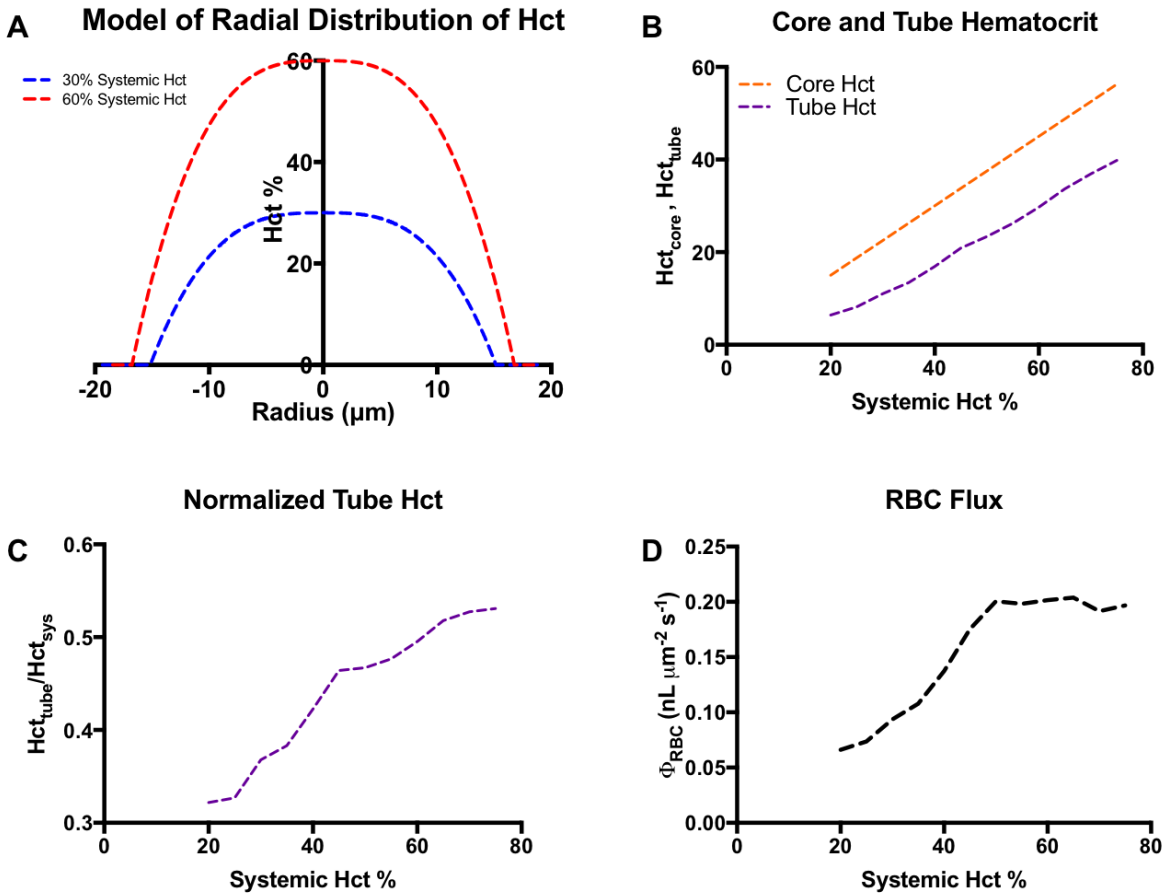 A
Model of Radial Distribution of Hct
30% Systemic Hct
60% Systemic Hct
60
40
20
0
Hct %
-20
-10
0
10
20
Radius (μm)
B
Core and Tube Hematocrit
Core Hct
Tube Hct
60
40
20
0
Hctcore , Hcttube
0
20
40
60
80
Systemic Hct %
C
Normalized Tube Hct
0.6
0.5
0.4
0.3
Hcttube/Hctsys
0
20
40
60
80
Systemic Hct %
D
RBC Flux
0.25
0.20
0.15
0.10
0.05
0.00
ΦRBC (nL μm-2 s-1)
0
20
40
60
80
Systemic Hct %